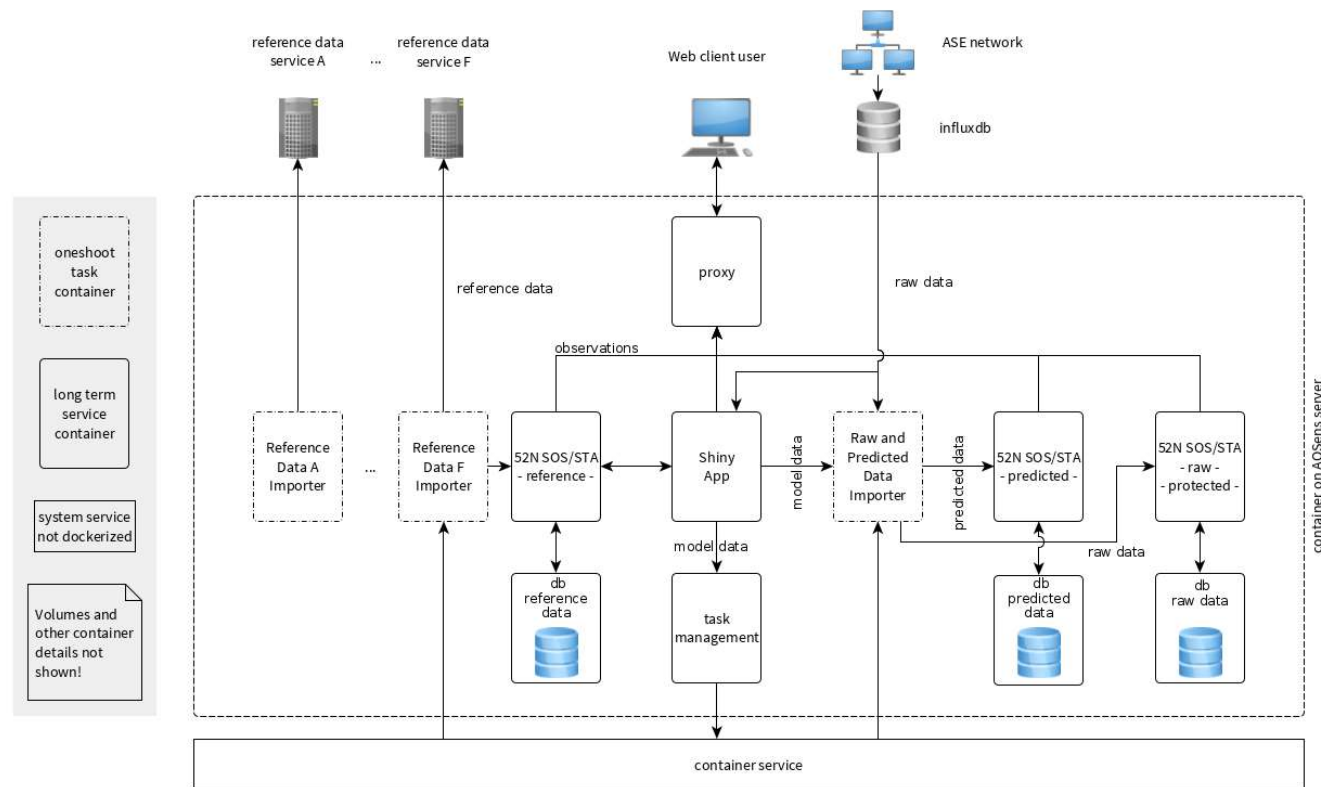 reference data
service A
...
reference data
service F
Web client user
ASE network
influxdb
oneshoot
task
container
long term
service
container
system service
not dockerized
Volumes and
other container
details not
shown!
proxy
reference data
raw data
observations
Reference
Data A
Importer
...
Reference
Data F
Importer
52N SOS/STA
- reference -
Shiny
App
model data
Raw and
Predicted
Data
Importer
predicted data
52N SOS/STA
- predicted -
52N SOS/STA
- raw -
- protected -
model data
raw data
db
reference
data
task
management
db
predicted
data
db
raw data
container on AQSens server
container service